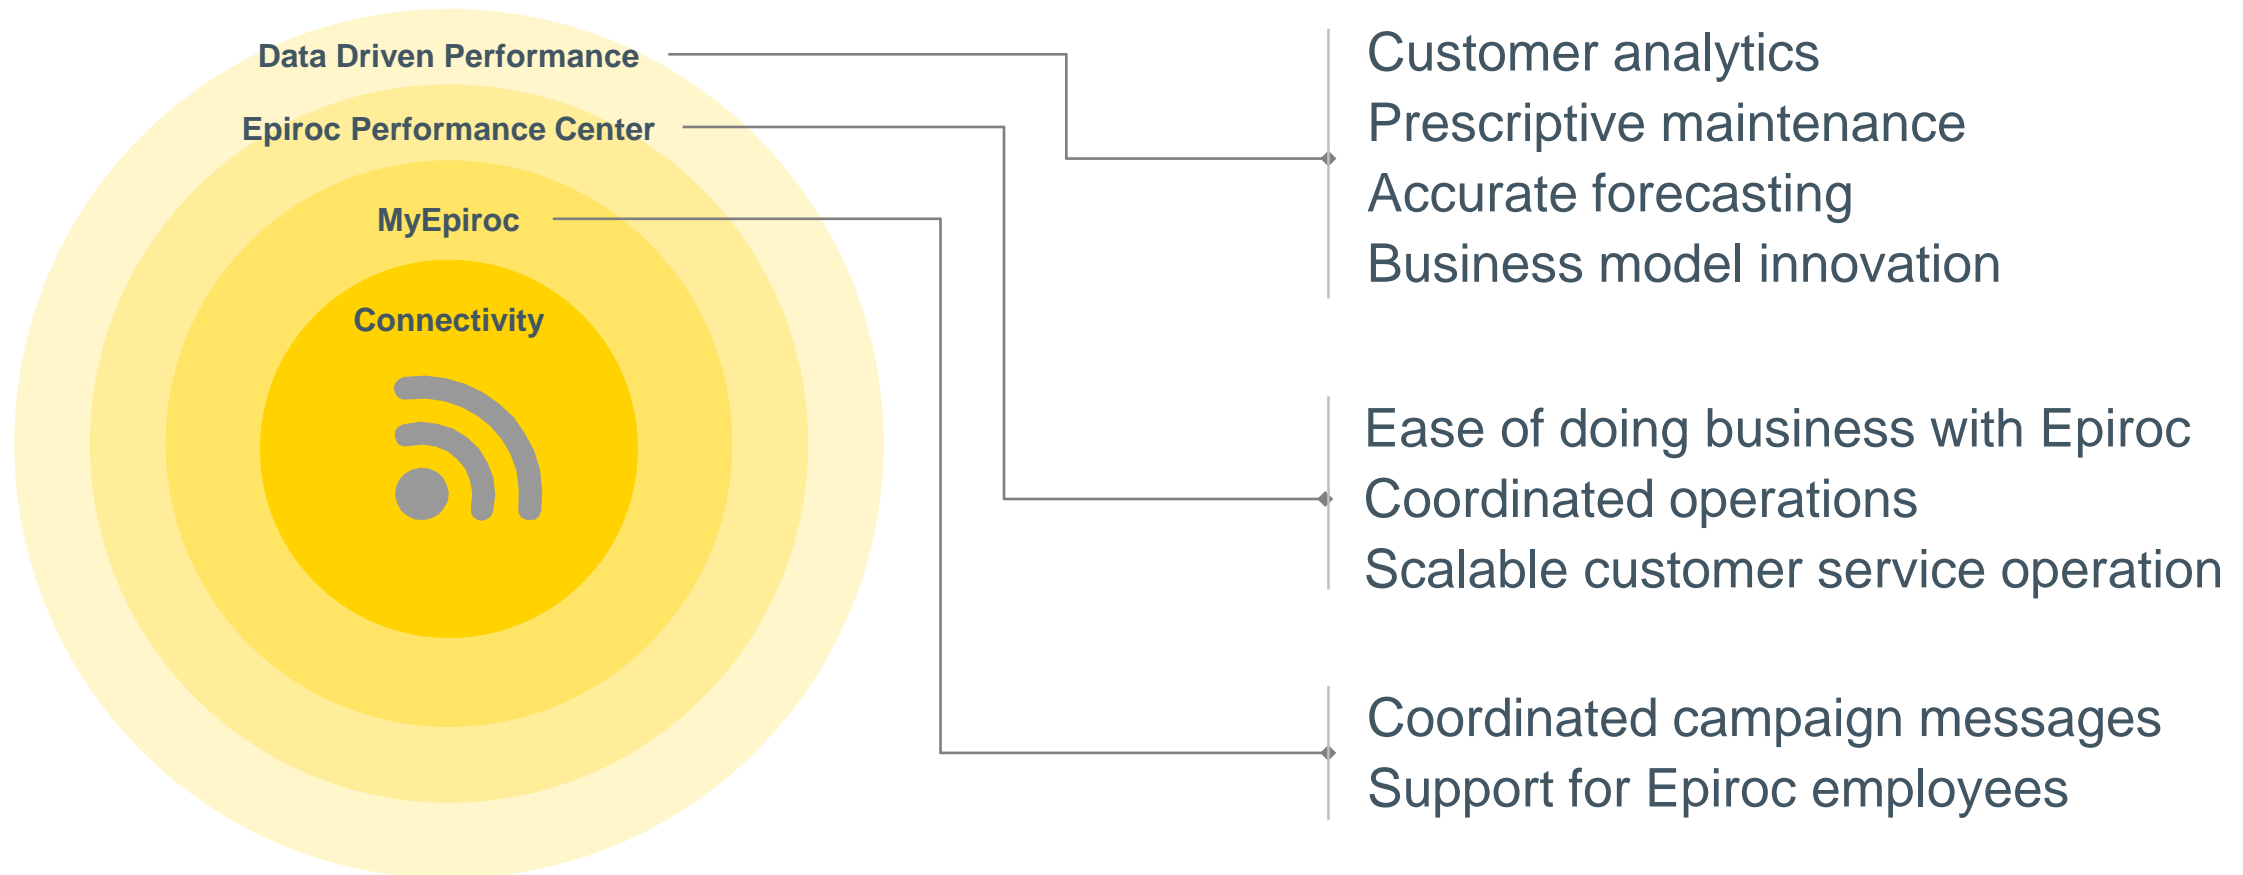 Data Driven Performance
Epiroc Performance Center
MyEpiroc
Connectivity
Customer analytics
Prescriptive maintenance
Accurate forecasting
Business model innovation
Ease of doing business with Epiroc
Coordinated operations
Scalable customer service operation
Coordinated campaign messages
Support for Epiroc employees